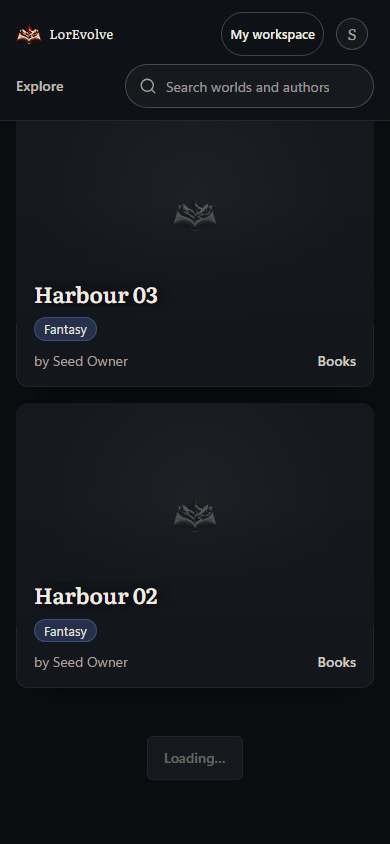 LorEvolve
My workspace
S
Explore
Search worlds and authors
Harbour 03
Fantasy
by Seed Owner
Books
Harbour 02
Fantasy
by Seed Owner
Books
Loading...